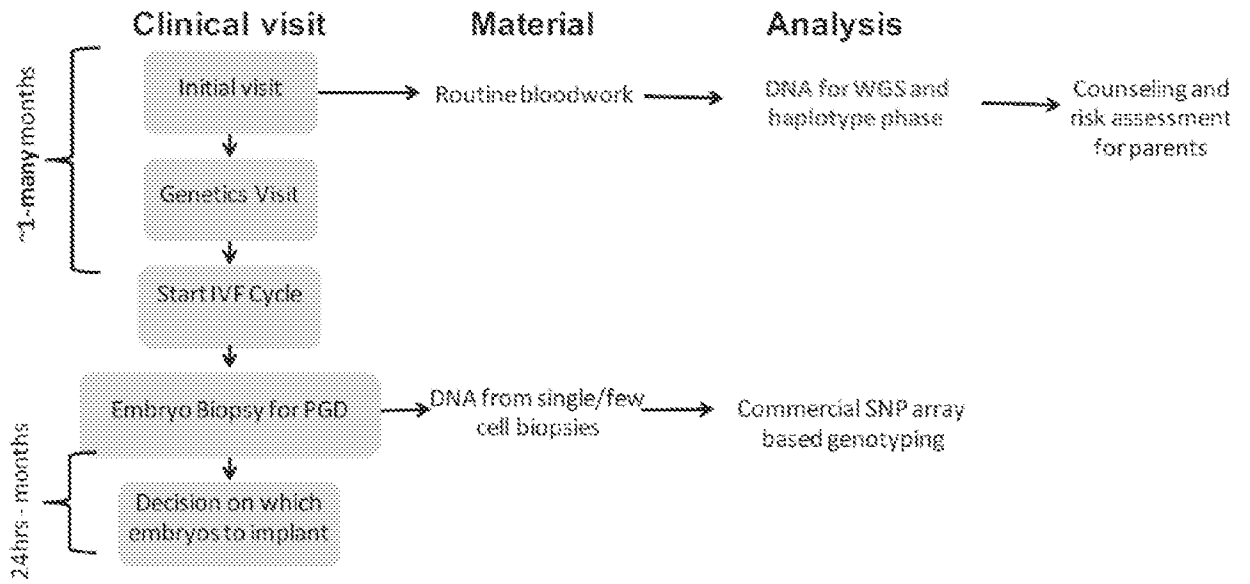 Clinical visit
Material
Analysis
~1-many months
Initial visit
Routine bloodwork
DNA for WGS and
haplotype phase
Counseling and
risk assessment
for parents
Genetics Visit
Start IVF Cycle
Embryo Biopsy for PGD
DNA from single/few
cell biopsies
Commercial SNP array
based genotyping
24hrs - months
Decision on which
embryos to implant